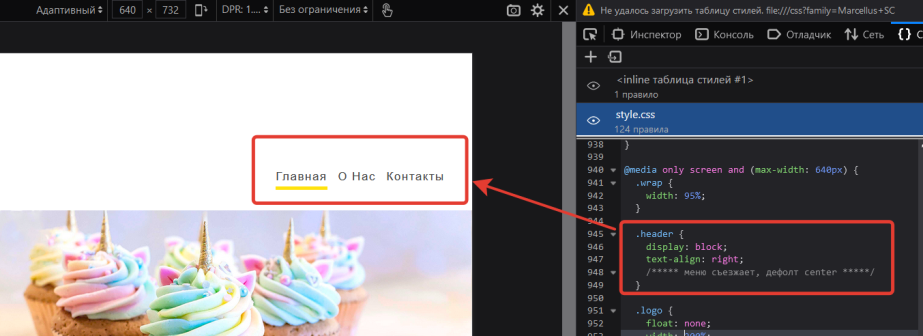 Адаптивный
640 × 732
DPR: 1....
Без ограничения
Не удалось загрузить таблицу стилей. file:///css?family=Marcellus+SC
Инспектор
Консоль
Отладчик
Сеть
{} С
<inline таблица стилей #1>
1 правило
style.css
124 правила
938 }
939
940 @media only screen and (max-width: 640px) {
941 .wrap {
942 width: 95%;
943 }
944
945 .header {
946 display: block;
947 text-align: right;
948 /***** меню съезжает, дефолт center *****/
949 }
950
951 .logo {
952 float: none;
Главная О Нас Контакты